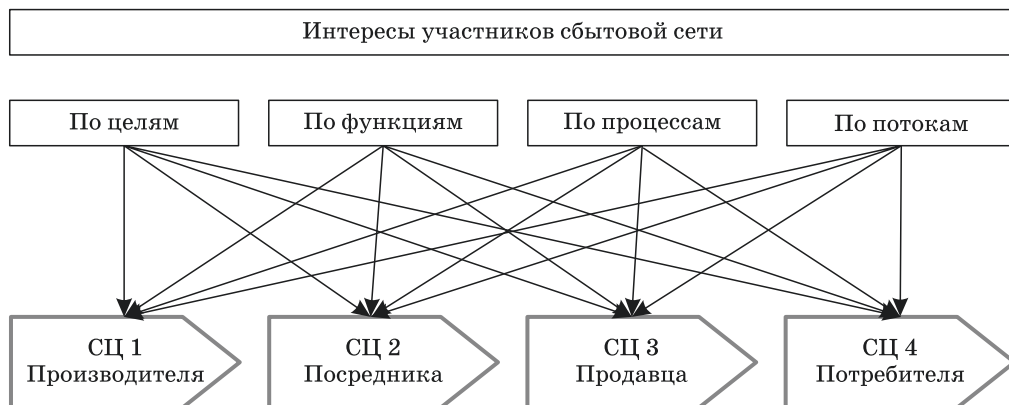 Интересы участников сбытовой сети
По целям
По функциям
По процессам
По потокам
СЦ 1
Производителя
СЦ 2
Посредника
СЦ 3
Продавца
СЦ 4
Потребителя